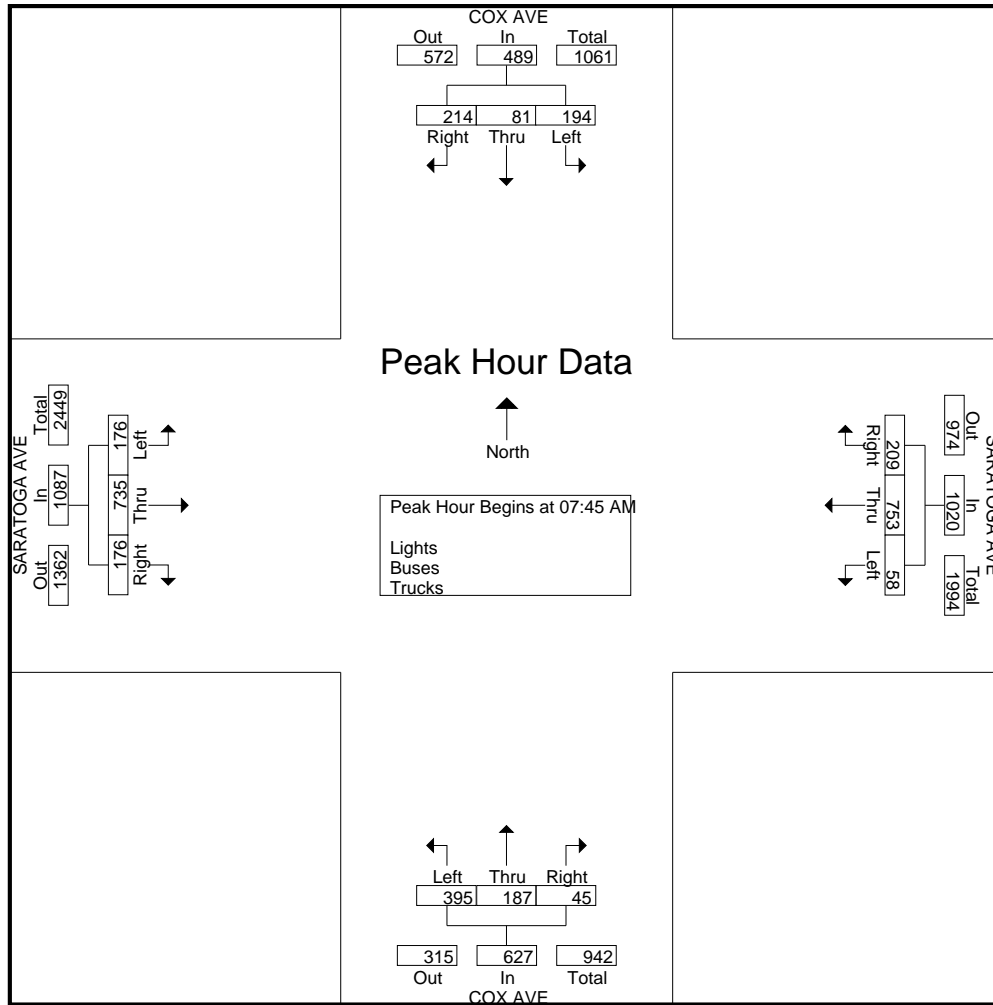 COX AVE
Out In Total
572 489 1061
214 81 194
Right Thru Left
Peak Hour Data
North
Peak Hour Begins at 07:45 AM
Lights
Buses
Trucks
SARATOGA AVE
Total In Out
2449 1087 1362
176 735 176
Left Thru Right
SARATOGA AVE
Out In Total
974 1020 1994
209 753 58
Right Thru Left
Left Thru Right
395 187 45
315 627 942
Out In Total
COX AVE